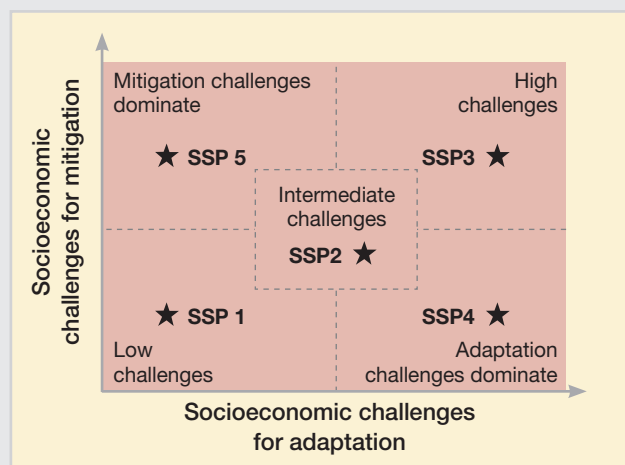 Socioeconomic
challenges for mitigation
Mitigation challenges
dominate
High
challenges
★ SSP 5
SSP3 ★
Intermediate
challenges
SSP2 ★
★ SSP 1
SSP4 ★
Low
challenges
Adaptation
challenges dominate
Socioeconomic challenges
for adaptation